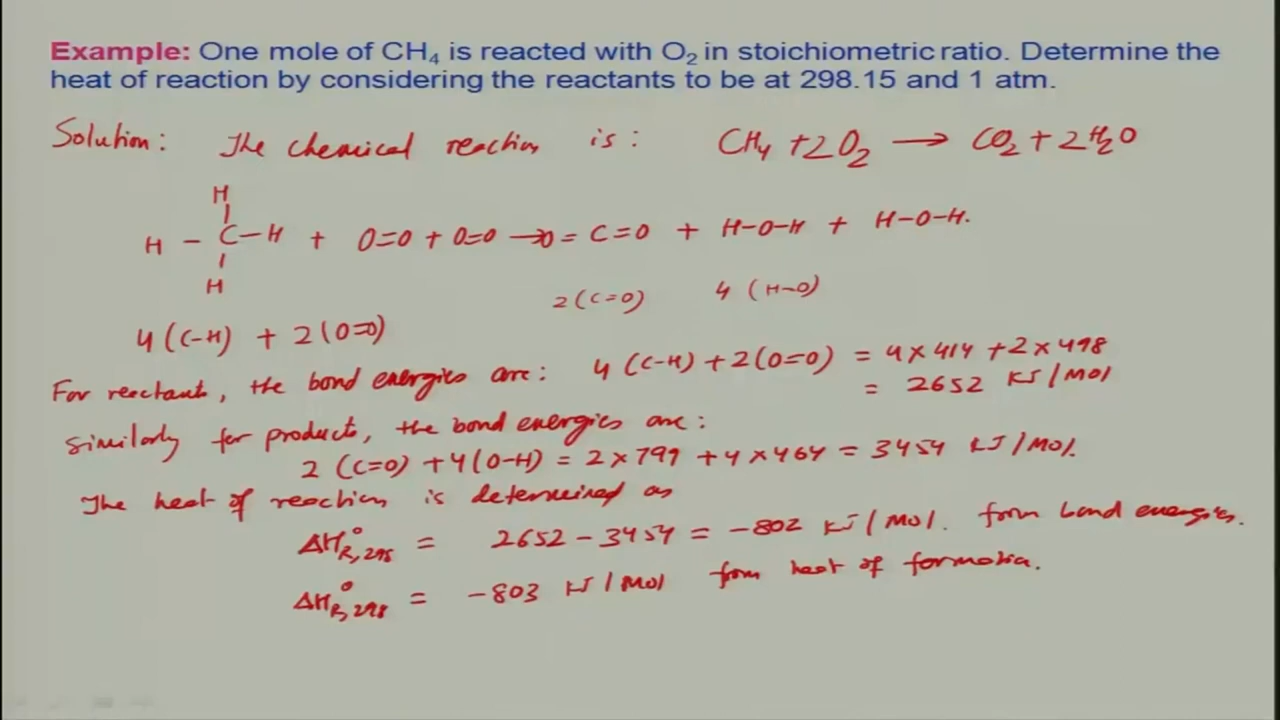 Example: One mole of CH₄ is reacted with O₂ in stoichiometric ratio. Determine the
heat of reaction by considering the reactants to be at 298.15 and 1 atm.
Solution: The chemical reaction is: CH₄ + 2O₂ → CO₂ + 2H₂O
H
|
H - C - H + O=O + O=O → O=C=O + H-O-H + H-O-H.
|
H
2(C=O) 4(H-O)
4(C-H) + 2(O=O)
For reactant, the bond energies are: 4(C-H) + 2(O=O) = 4×414 + 2×498
= 2652 KJ/mol
similarly for products, the bond energies are:
2(C=O) + 4(O-H) = 2×799 + 4×464 = 3454 KJ/mol.
The heat of reaction is determined as
ΔH°R,298 = 2652 - 3454 = -802 KJ/mol. from bond energies.
ΔH°R,298 = -803 KJ/mol from heat of formation.